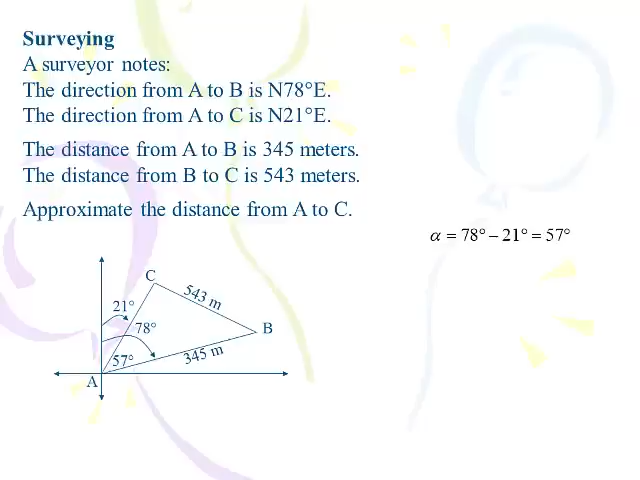 Surveying
A surveyor notes:
The direction from A to B is N78°E.
The direction from A to C is N21°E.
The distance from A to B is 345 meters.
The distance from B to C is 543 meters.
Approximate the distance from A to C.
α = 78° − 21° = 57°
C
543 m
21°
78°
B
345 m
57°
A